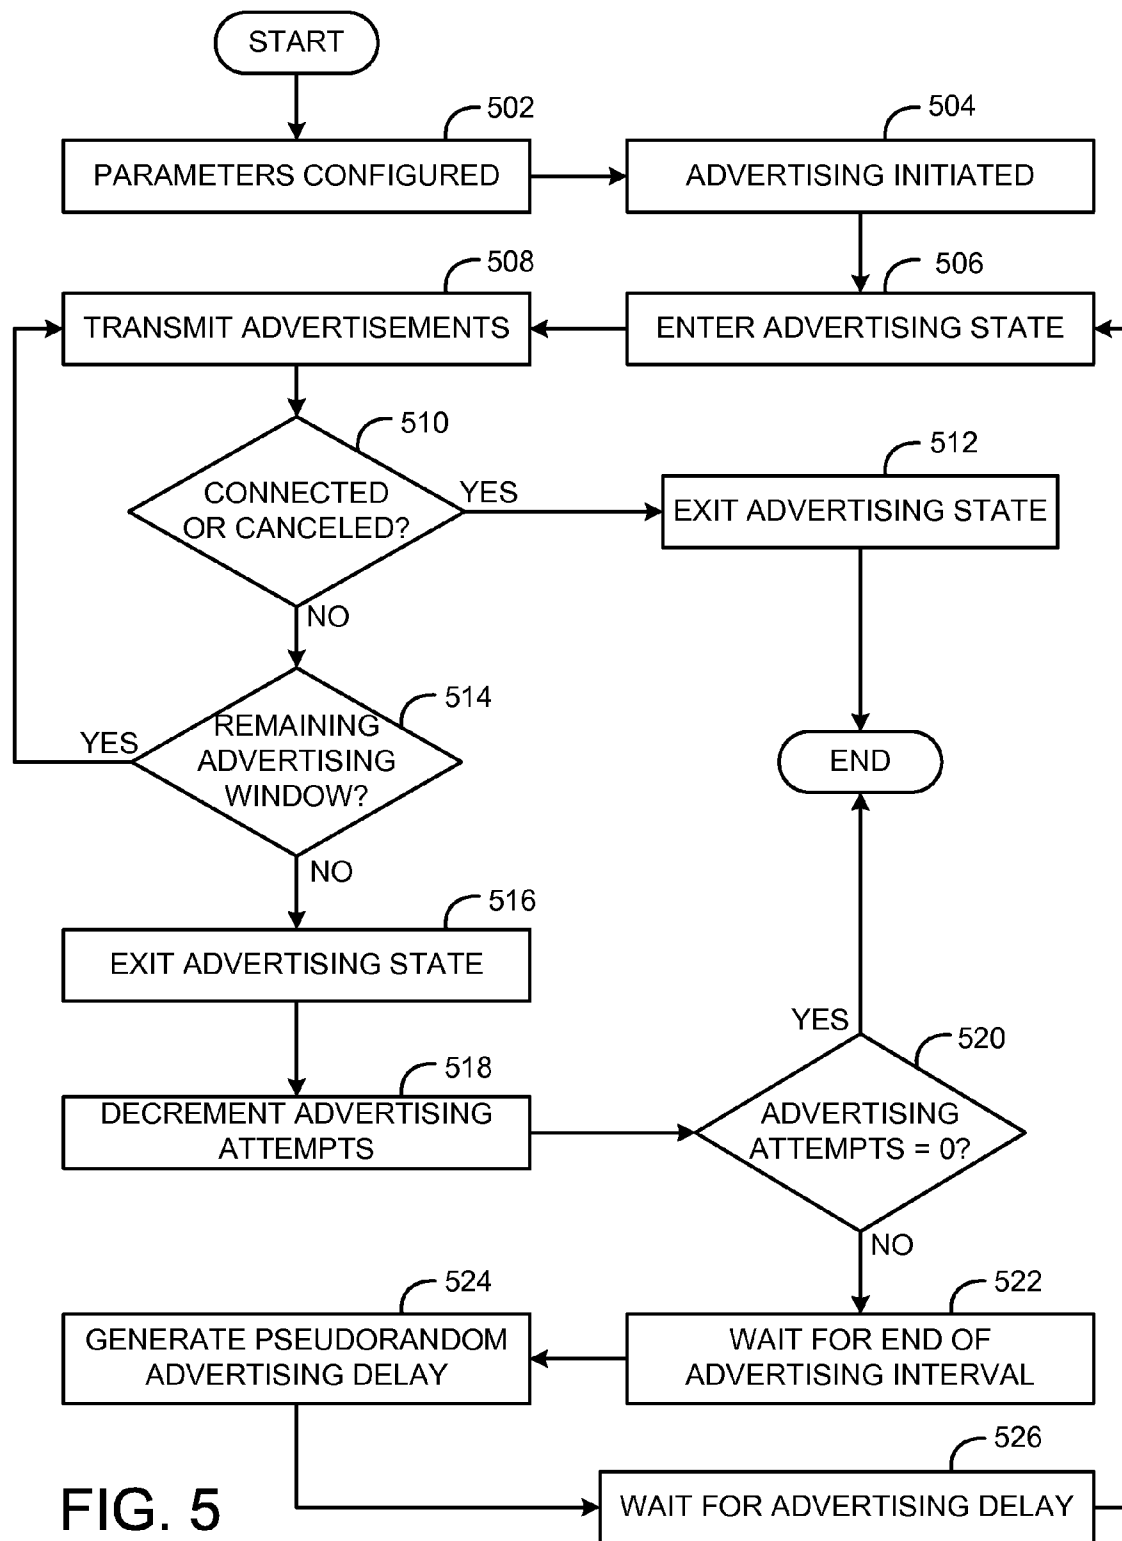 START
502
PARAMETERS CONFIGURED
504
ADVERTISING INITIATED
508
TRANSMIT ADVERTISEMENTS
506
ENTER ADVERTISING STATE
510
CONNECTED
OR CANCELED?
YES
NO
512
EXIT ADVERTISING STATE
514
REMAINING
ADVERTISING
WINDOW?
YES
NO
END
516
EXIT ADVERTISING STATE
518
DECREMENT ADVERTISING
ATTEMPTS
520
ADVERTISING
ATTEMPTS = 0?
YES
NO
522
WAIT FOR END OF
ADVERTISING INTERVAL
524
GENERATE PSEUDORANDOM
ADVERTISING DELAY
526
WAIT FOR ADVERTISING DELAY
FIG. 5